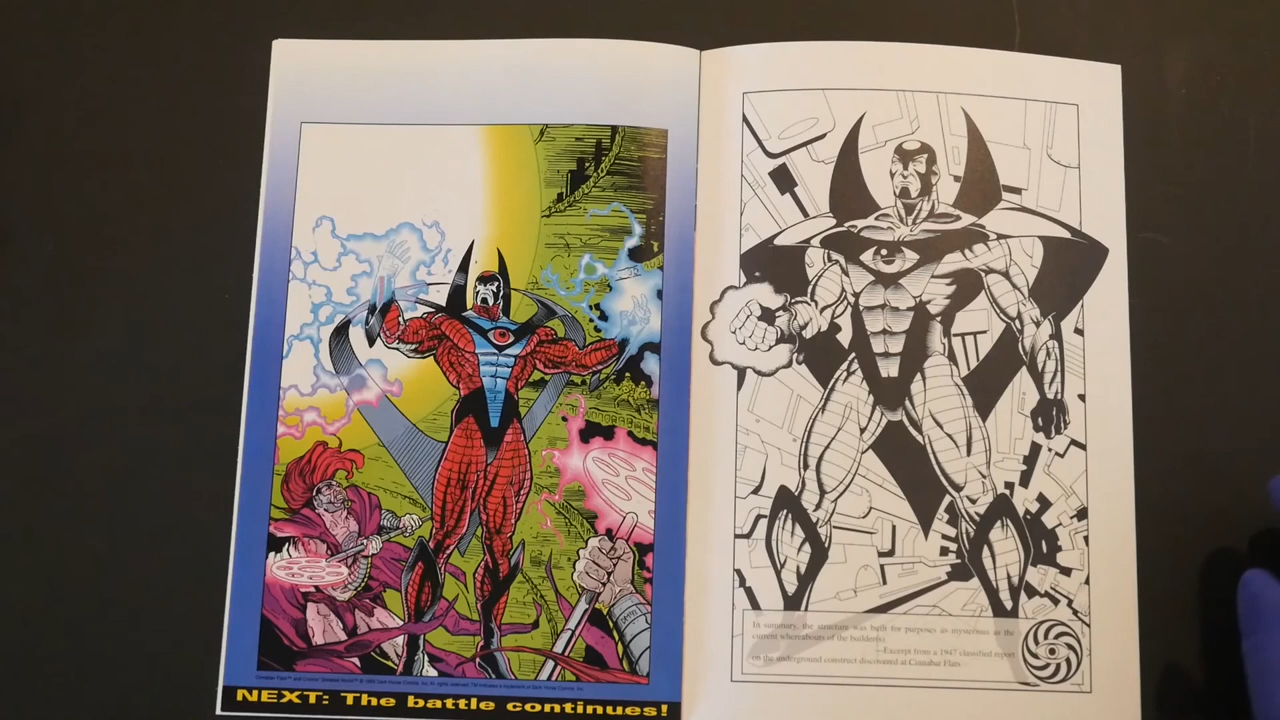 NEXT: The battle continues!
In summary, the structure was built for purposes as mysterious as the
current whereabouts of the builder(s)
—Excerpt from a 1947 classified report
on the underground construct discovered at Cinnabar Flats